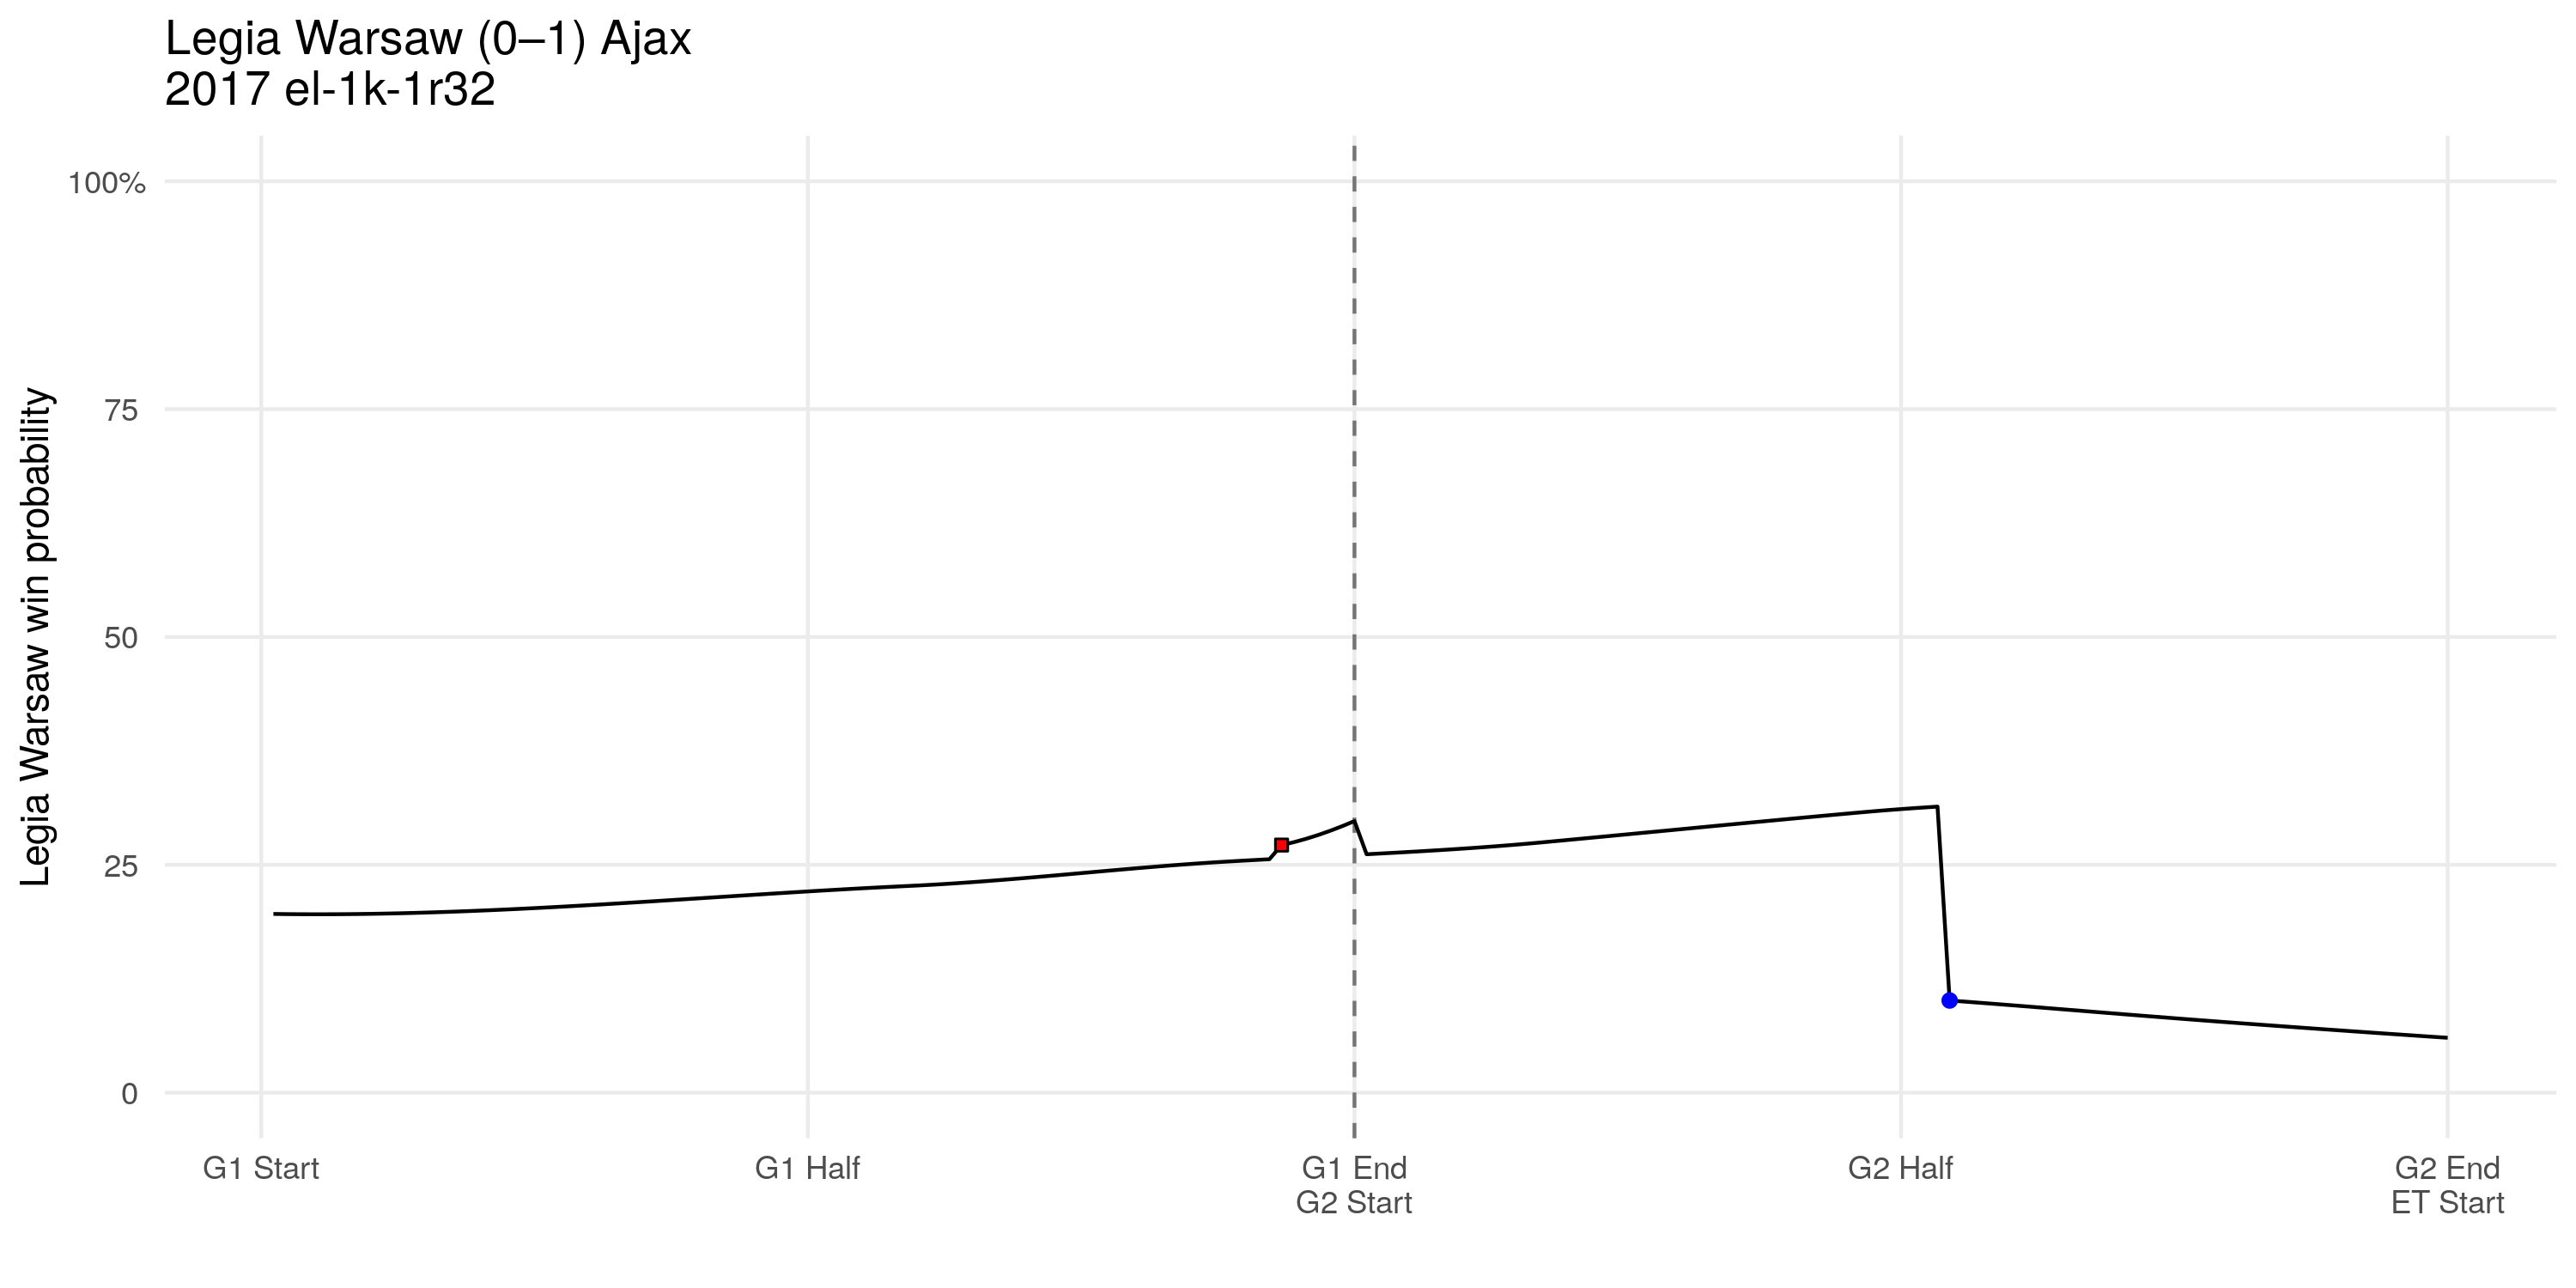 Legia Warsaw (0–1) Ajax
2017 el-1k-1r32
Legia Warsaw win probability
100%
75
50
25
0
G1 Start
G1 Half
G1 End
G2 Start
G2 Half
G2 End
ET Start